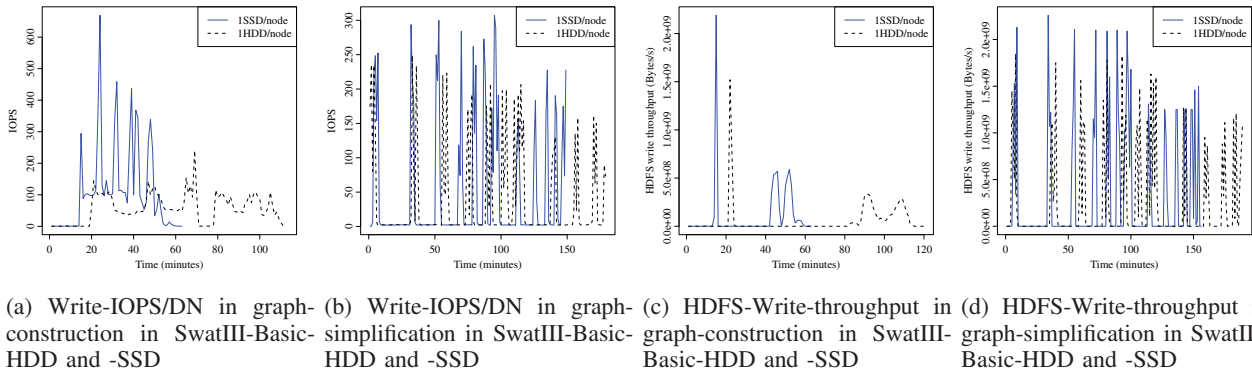 1SSD/node
1HDD/node
IOPS
0 100 200 300 400 500 600
0 20 40 60 80 100
Time (minutes)
1SSD/node
1HDD/node
IOPS
0 50 100 150 200 250 300
0 50 100 150
Time (minutes)
1SSD/node
1HDD/node
HDFS write throughput (Bytes/s)
0.0e+00 5.0e+08 1.0e+09 1.5e+09 2.0e+09
0 20 40 60 80 100 120
Time (minutes)
1SSD/node
1HDD/node
HDFS write throughput (Bytes/s)
0.0e+00 5.0e+08 1.0e+09 1.5e+09 2.0e+09
0 50 100 150
Time (minutes)
(a) Write-IOPS/DN in graph-
construction in SwatIII-Basic-
HDD and -SSD
(b) Write-IOPS/DN in graph-
simplification in SwatIII-Basic-
HDD and -SSD
(c) HDFS-Write-throughput in
graph-construction in SwatIII-
Basic-HDD and -SSD
(d) HDFS-Write-throughput
graph-simplification in SwatII
Basic-HDD and -SSD